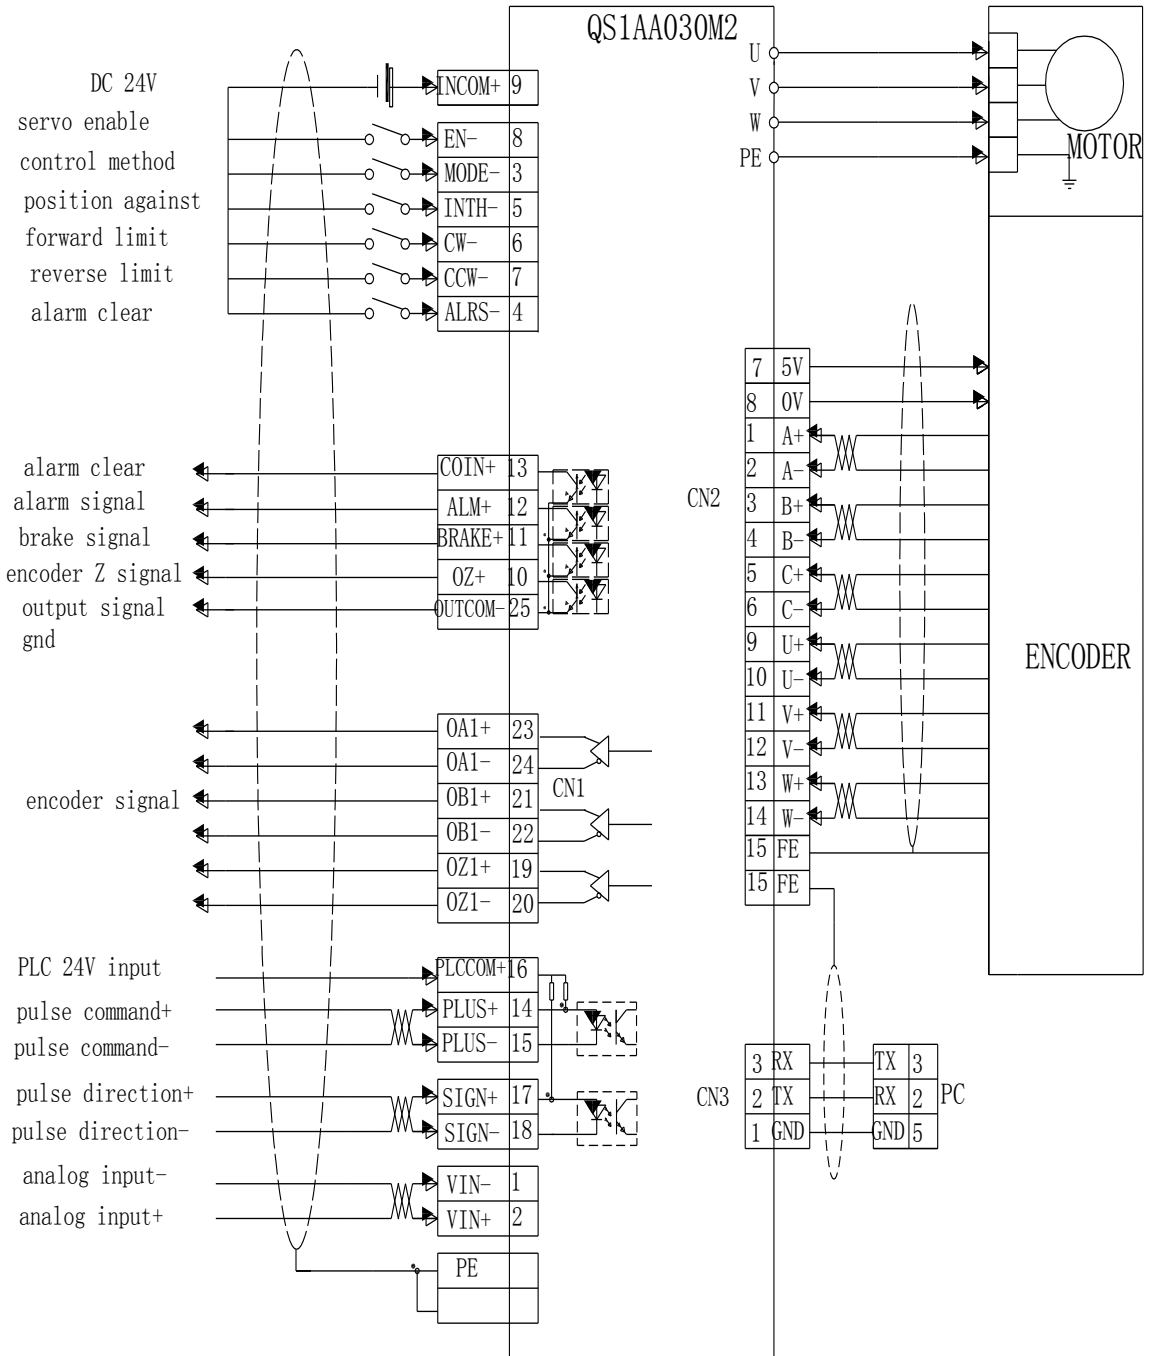 QS1AA030M2
DC 24V INCOM+ 9
servo enable EN- 8
control method MODE- 3
position against INTH- 5
forward limit CW- 6
reverse limit CCW- 7
alarm clear ALRS- 4
U
V
W
PE
MOTOR
alarm clear COIN+ 13
alarm signal ALM+ 12
brake signal BRAKE+ 11
encoder Z signal OZ+ 10
output signal OUTCOM- 25
gnd
OA1+ 23
OA1- 24
encoder signal OB1+ 21
OB1- 22
OZ1+ 19
OZ1- 20
CN1
PLC 24V input PLCCOM+ 16
pulse command+ PLUS+ 14
pulse command- PLUS- 15
pulse direction+ SIGN+ 17
pulse direction- SIGN- 18
analog input- VIN- 1
analog input+ VIN+ 2
PE
CN2
7 5V
8 0V
1 A+
2 A-
3 B+
4 B-
5 C+
6 C-
9 U+
10 U-
11 V+
12 V-
13 W+
14 W-
15 FE
15 FE
ENCODER
CN3
3 RX TX 3
2 TX RX 2
1 GND GND 5
PC